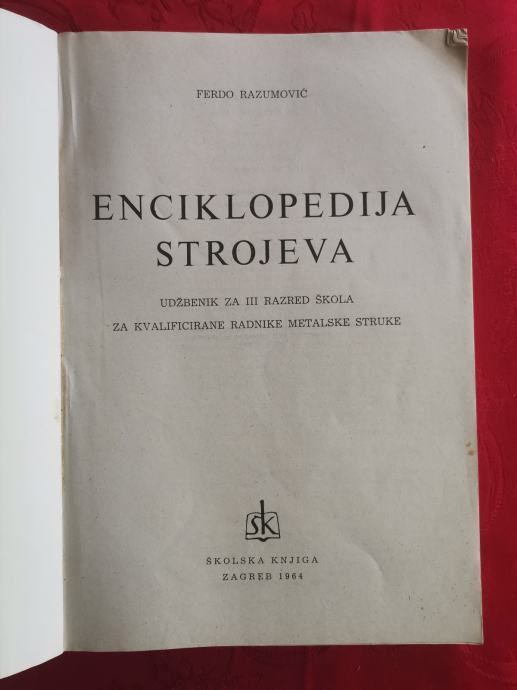 FERDO RAZUMOVIĆ
ENCIKLOPEDIJA
STROJEVA
UDŽBENIK ZA III RAZRED ŠKOLA
ZA KVALIFICIRANE RADNIKE METALSKE STRUKE
šk
ŠKOLSKA KNJIGA
ZAGREB 1964